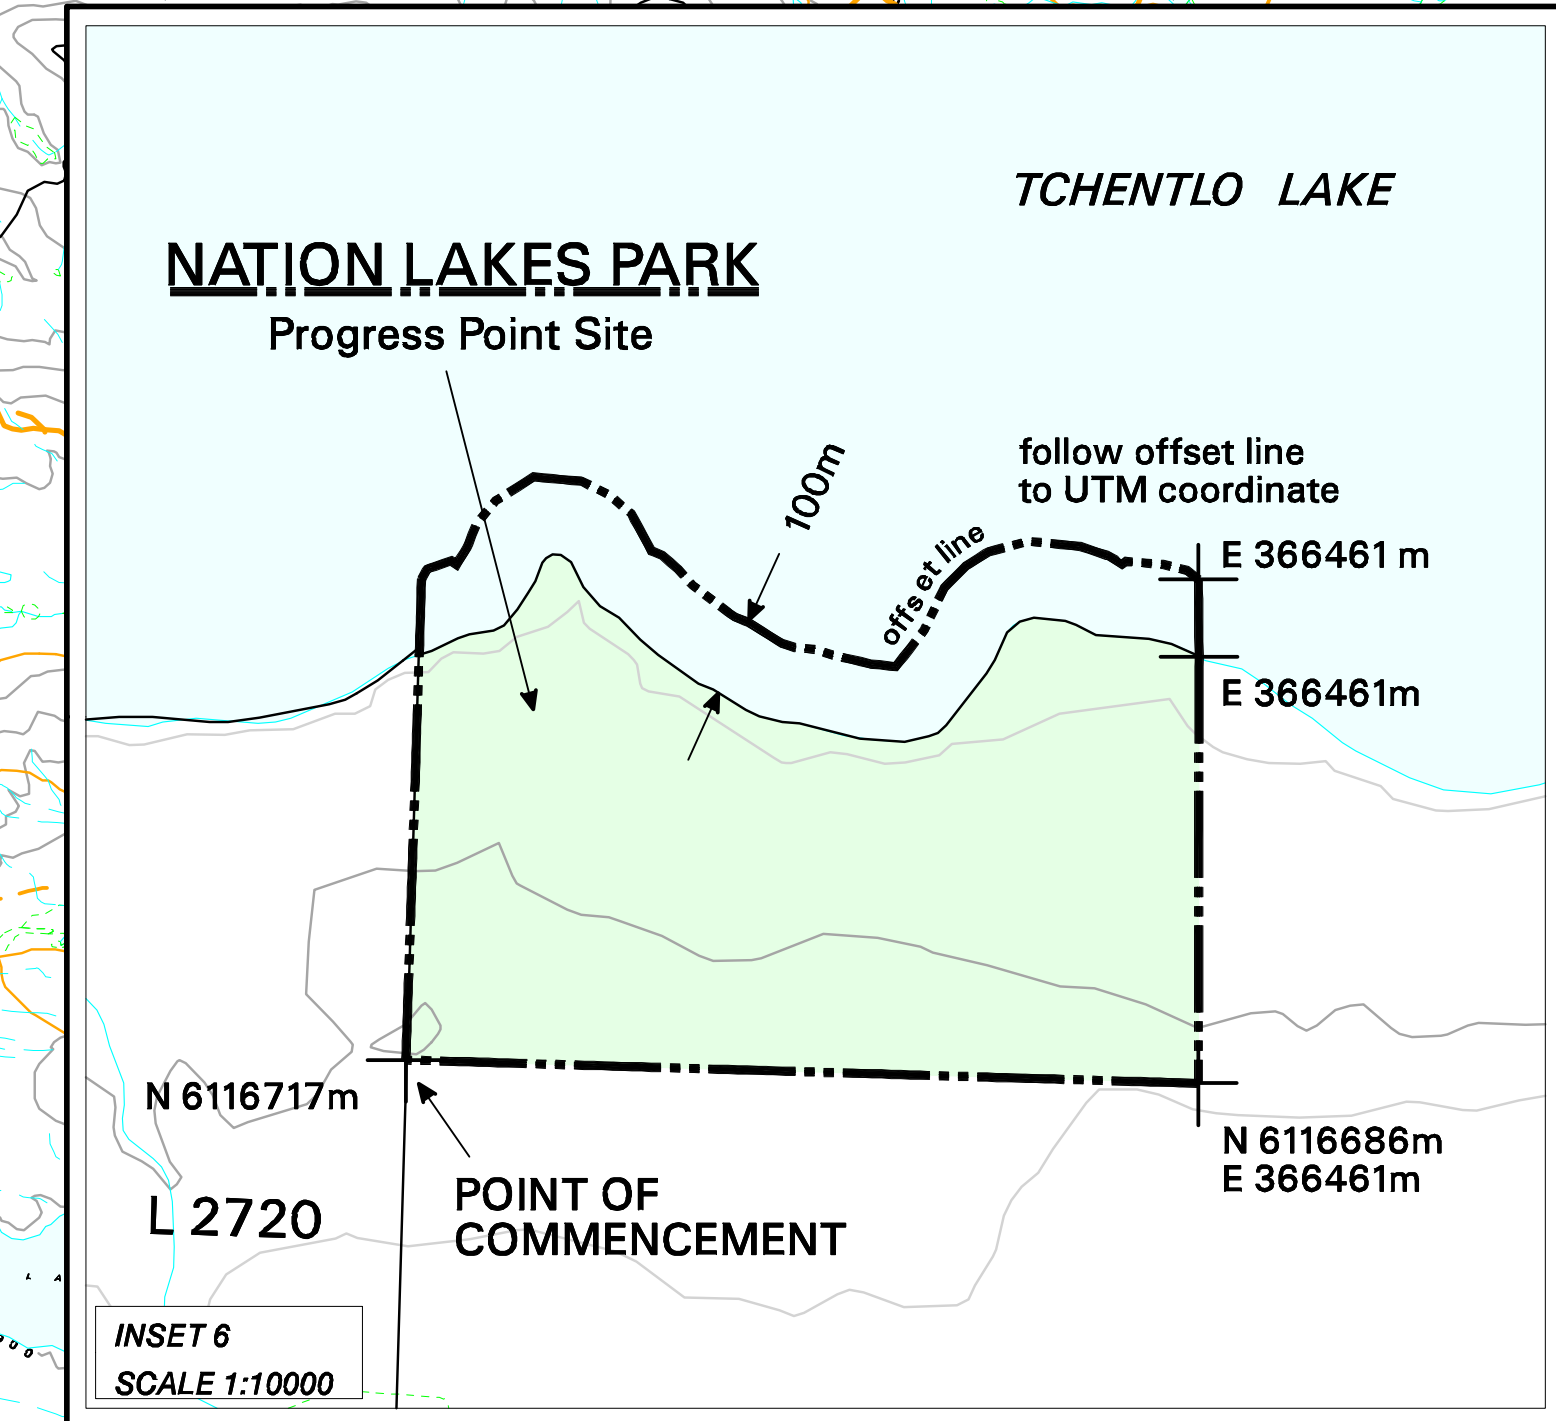 TCHENTLO LAKE
NATION LAKES PARK
Progress Point Site
100m
follow offset line
to UTM coordinate
offset line
E 366461 m
E 366461m
N 6116717m
N 6116686m
E 366461m
POINT OF
COMMENCEMENT
L 2720
L A
INSET 6
SCALE 1:10000